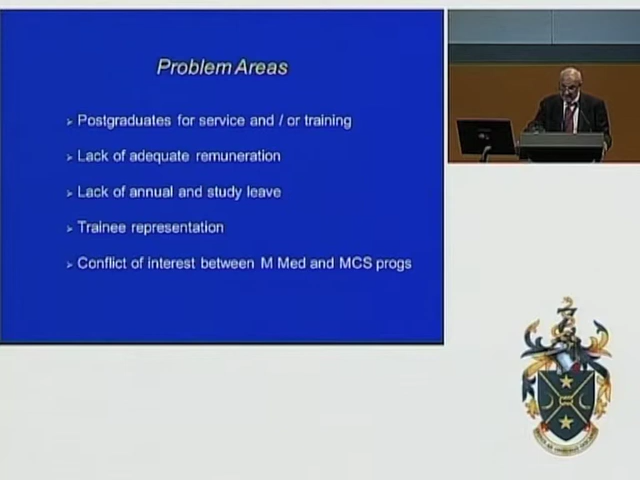 Problem Areas
Postgraduates for service and / or training
Lack of adequate remuneration
Lack of annual and study leave
Trainee representation
Conflict of interest between M Med and MCS progs